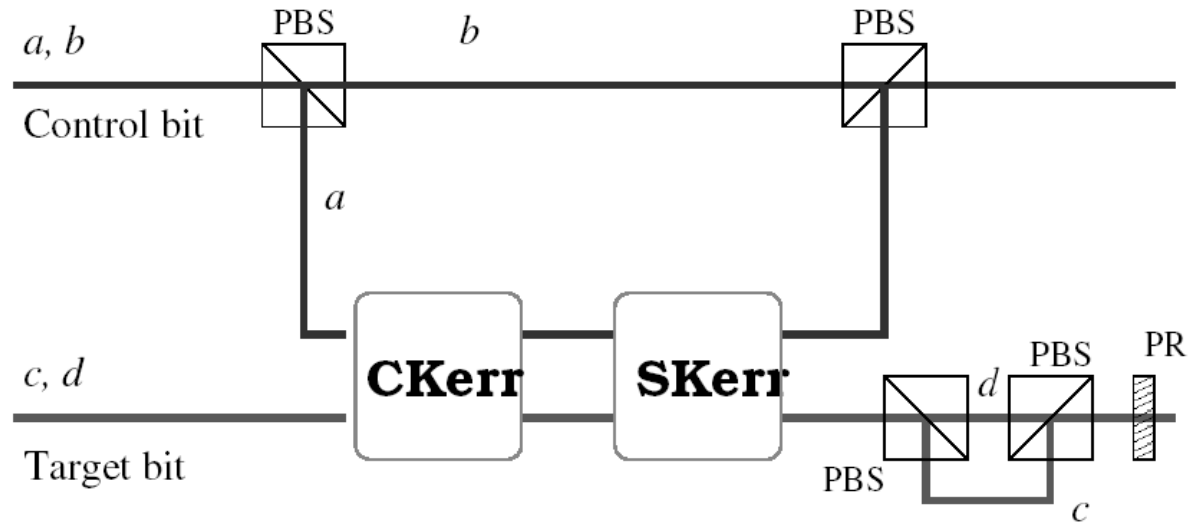 PBS
PBS
a, b
b
Control bit
a
CKerr
SKerr
c, d
PBS
PR
d
Target bit
PBS
c